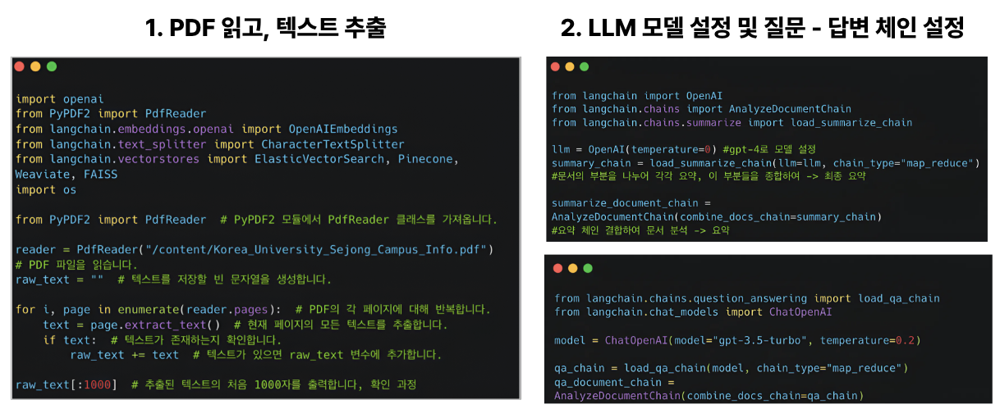 1. PDF 읽고, 텍스트 추출
import openai
from PyPDF2 import PdfReader
from langchain.embeddings.openai import OpenAIEmbeddings
from langchain.text_splitter import CharacterTextSplitter
from langchain.vectorstores import ElasticVectorSearch, Pinecone,
Weaviate, FAISS
import os
from PyPDF2 import PdfReader  # PyPDF2 모듈에서 PdfReader 클래스를 가져옵니다.
reader = PdfReader("/content/Korea_University_Sejong_Campus_Info.pdf")
# PDF 파일을 읽습니다.
raw_text = ""  # 텍스트를 저장할 빈 문자열을 생성합니다.
for i, page in enumerate(reader.pages):  # PDF의 각 페이지에 대해 반복합니다.
    text = page.extract_text()  # 현재 페이지의 모든 텍스트를 추출합니다.
    if text:  # 텍스트가 존재하는지 확인합니다.
        raw_text += text  # 텍스트가 있으면 raw_text 변수에 추가합니다.
raw_text[:1000]  # 추출된 텍스트의 처음 1000자를 출력합니다, 확인 과정
2. LLM 모델 설정 및 질문 - 답변 체인 설정
from langchain import OpenAI
from langchain.chains import AnalyzeDocumentChain
from langchain.chains.summarize import load_summarize_chain
llm = OpenAI(temperature=0) #gpt-4로 모델 설정
summary_chain = load_summarize_chain(llm=llm, chain_type="map_reduce")
#문서의 부분을 나누어 각각 요약, 이 부분들을 종합하여 -> 최종 요약
summarize_document_chain =
AnalyzeDocumentChain(combine_docs_chain=summary_chain)
#요약 체인 결합하여 문서 분석 -> 요약
from langchain.chains.question_answering import load_qa_chain
from langchain.chat_models import ChatOpenAI
model = ChatOpenAI(model="gpt-3.5-turbo", temperature=0.2)
qa_chain = load_qa_chain(model, chain_type="map_reduce")
qa_document_chain =
AnalyzeDocumentChain(combine_docs_chain=qa_chain)